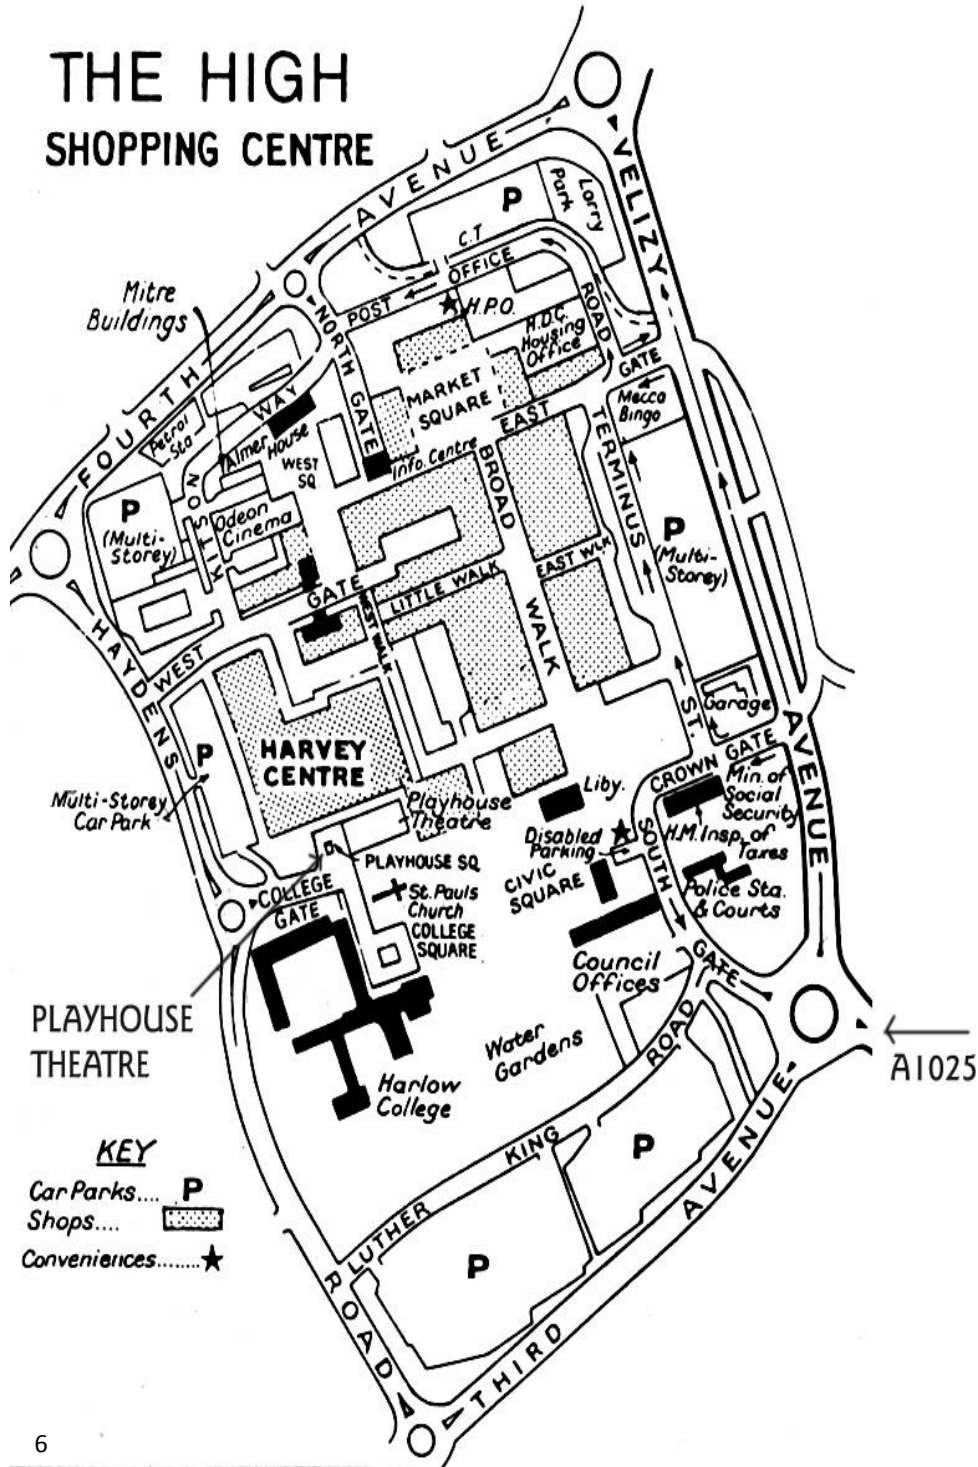 THE HIGH
SHOPPING CENTRE
FOURTH AVENUE
VELIZY AVENUE
P
Lorry
Park
C.T
POST OFFICE ROAD
Mitre
Buildings
NORTH GATE
H.P.O.
H.D.C.
Housing
Office
MARKET
SQUARE
EAST GATE
Mecca
Bingo
Petrol
Sta
Aylmer House
WAY
WEST
SQ
Info. Centre
P
(Multi-
Storey)
KITSON
Odeon
Cinema
BROAD WALK
TERMINUS ST.
P
(Multi-
Storey)
EAST WLK
LITTLE WALK
WEST GATE
WEST WALK
HAYDENS ROAD
P
HARVEY
CENTRE
Garage
CROWN GATE
Multi-Storey
Car Park
Playhouse
Theatre
Liby.
Min. of
Social
Security
H.M. Insp. of
Taxes
Disabled
Parking
SOUTH GATE
PLAYHOUSE SQ
CIVIC
SQUARE
Police Sta.
& Courts
COLLEGE
GATE
St. Pauls
Church
COLLEGE
SQUARE
Council
Offices
PLAYHOUSE
THEATRE
Water
Gardens
A1025
Harlow
College
KEY
Car Parks.... P
Shops....
Conveniences........★
LUTHER KING ROAD
P
P
THIRD AVENUE
6